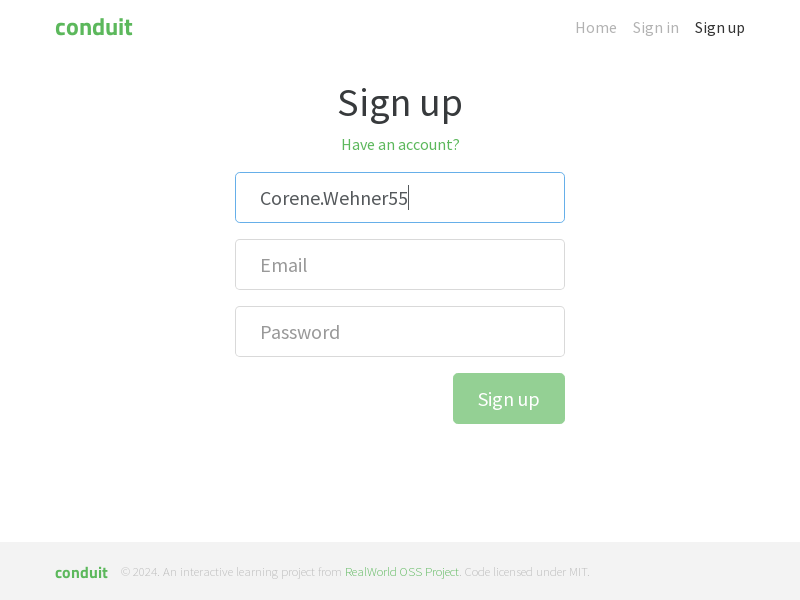 conduit
Home Sign in Sign up
Sign up
Have an account?
Corene.Wehner55
Email
Password
Sign up
conduit © 2024. An interactive learning project from RealWorld OSS Project. Code licensed under MIT.